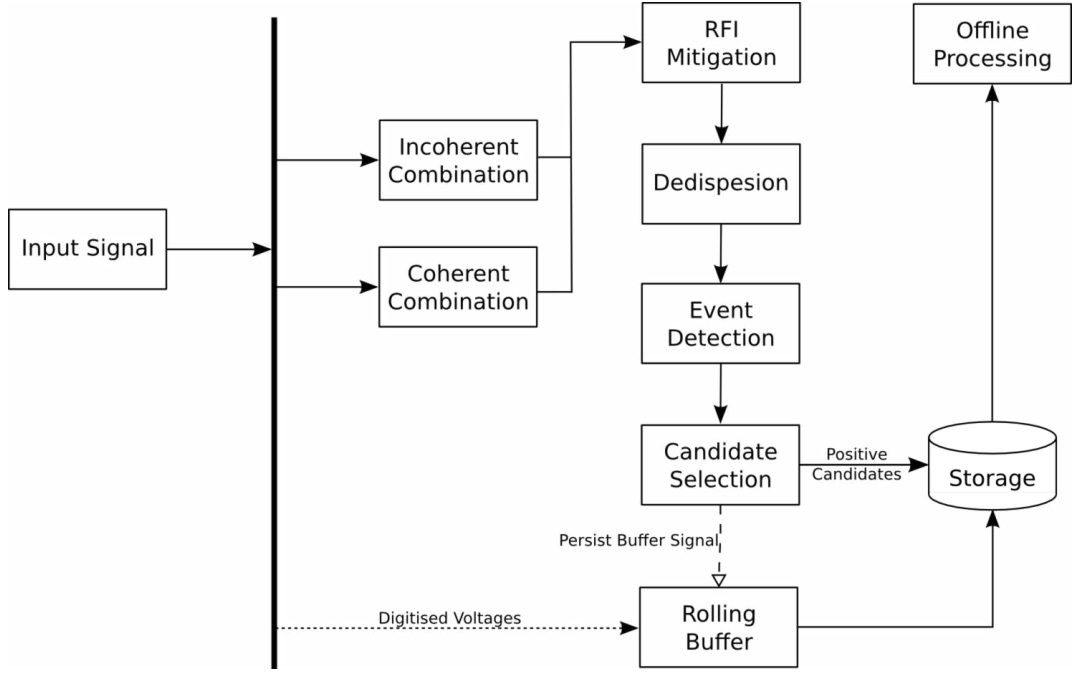 RFI
Mitigation
Offline
Processing
Incoherent
Combination
Dedispesion
Input Signal
Coherent
Combination
Event
Detection
Candidate
Selection
Positive
Candidates
Storage
Persist Buffer Signal
Digitised Voltages
Rolling
Buffer